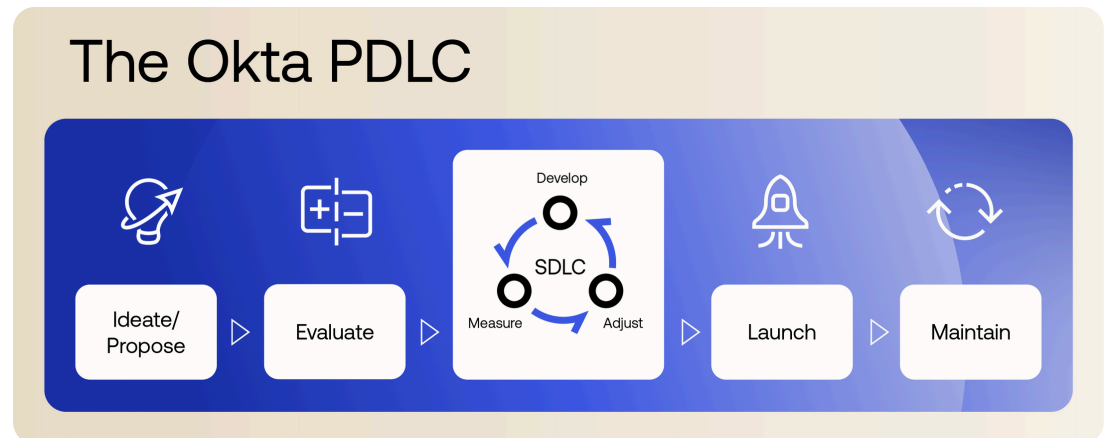 The Okta PDLC
Ideate/
Propose
Evaluate
Develop
SDLC
Measure
Adjust
Launch
Maintain